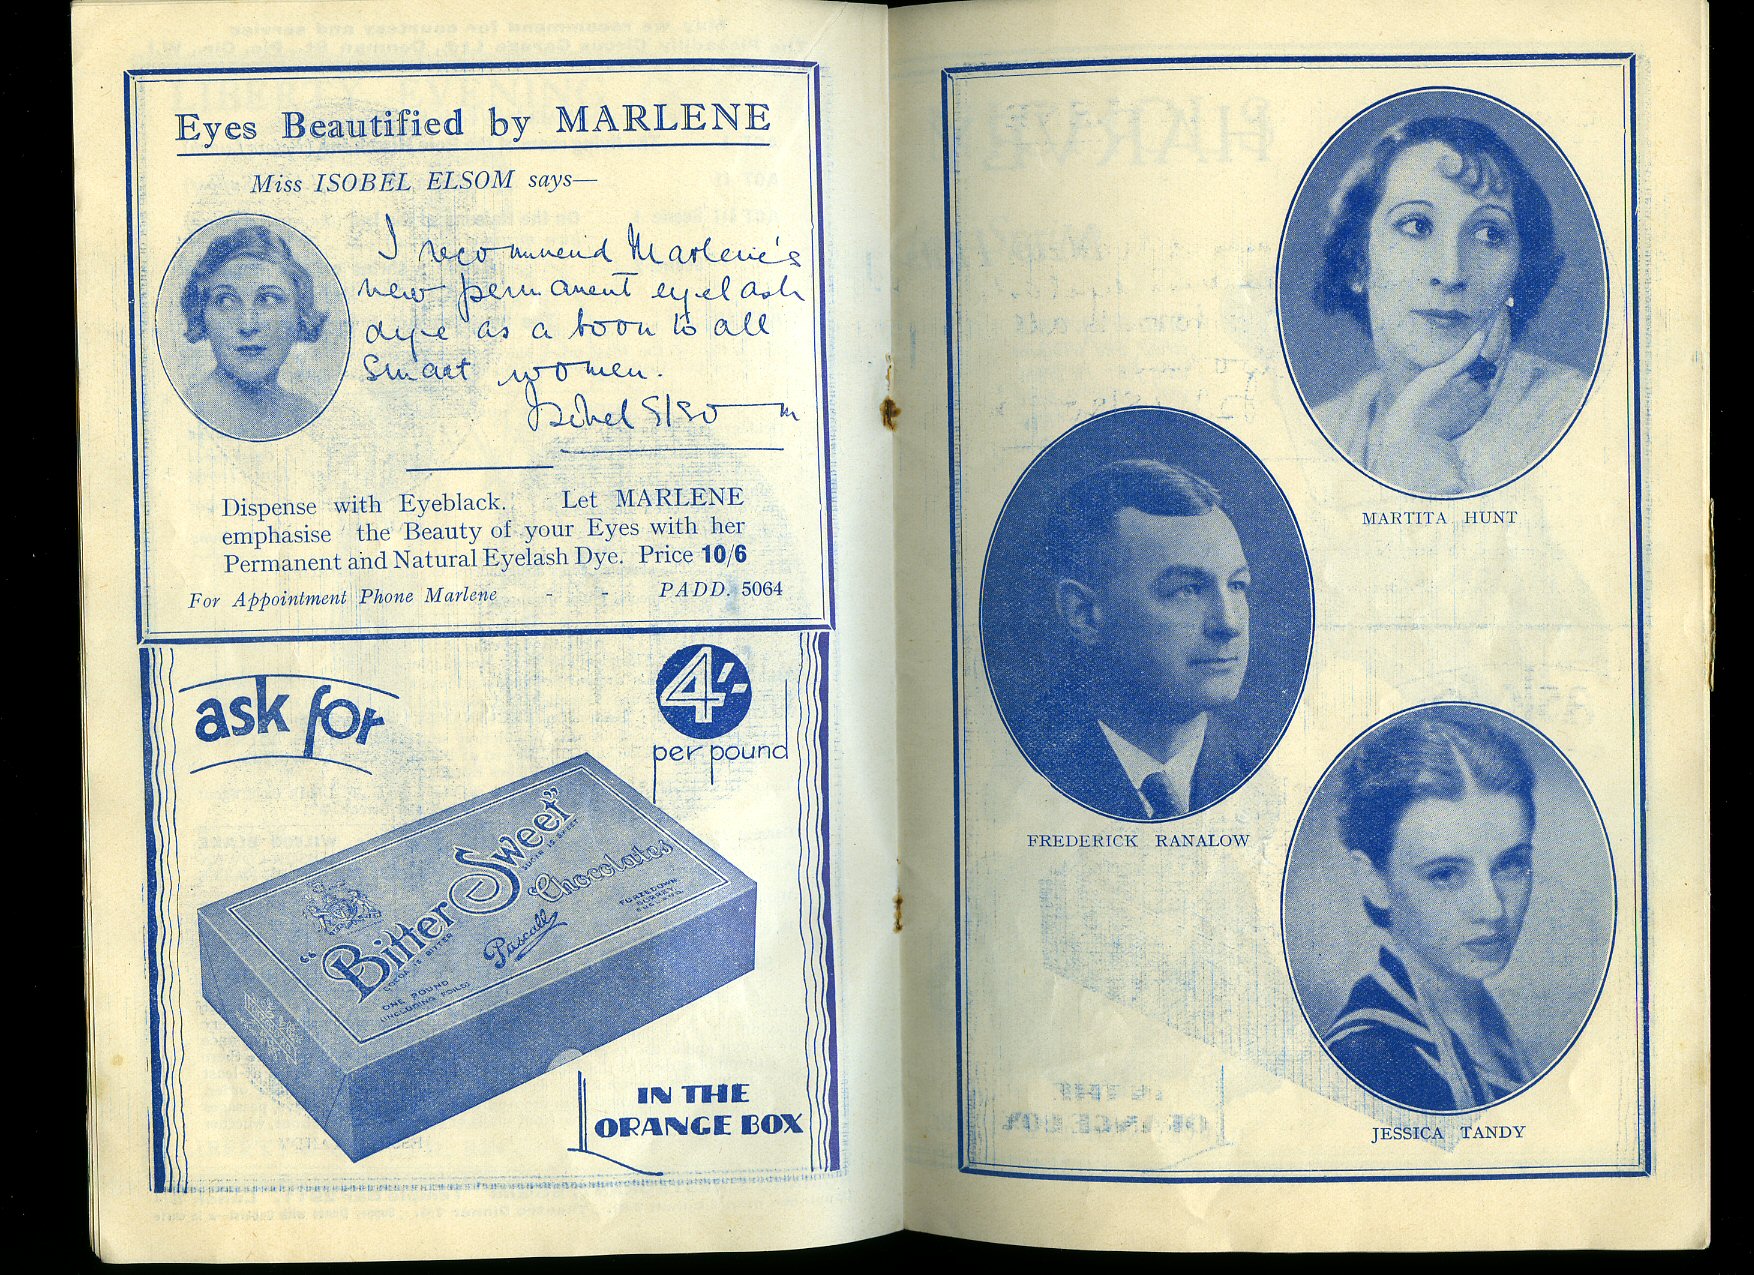 Eyes Beautified by MARLENE
Miss ISOBEL ELSOM says—
I recommend Marlene's
new permanent eyelash
dye as a boon to all
Smart women.
Isobel Elsom
Dispense with Eyeblack. Let MARLENE
emphasise the Beauty of your Eyes with her
Permanent and Natural Eyelash Dye. Price 10/6
For Appointment Phone Marlene - - PADD. 5064
ask for
4/-
per pound
"Bitter Sweet"
Chocolates
Pascall
ONE POUND
INCLUDING FOILS
IN THE
ORANGE BOX
MARTITA HUNT
FREDERICK RANALOW
JESSICA TANDY